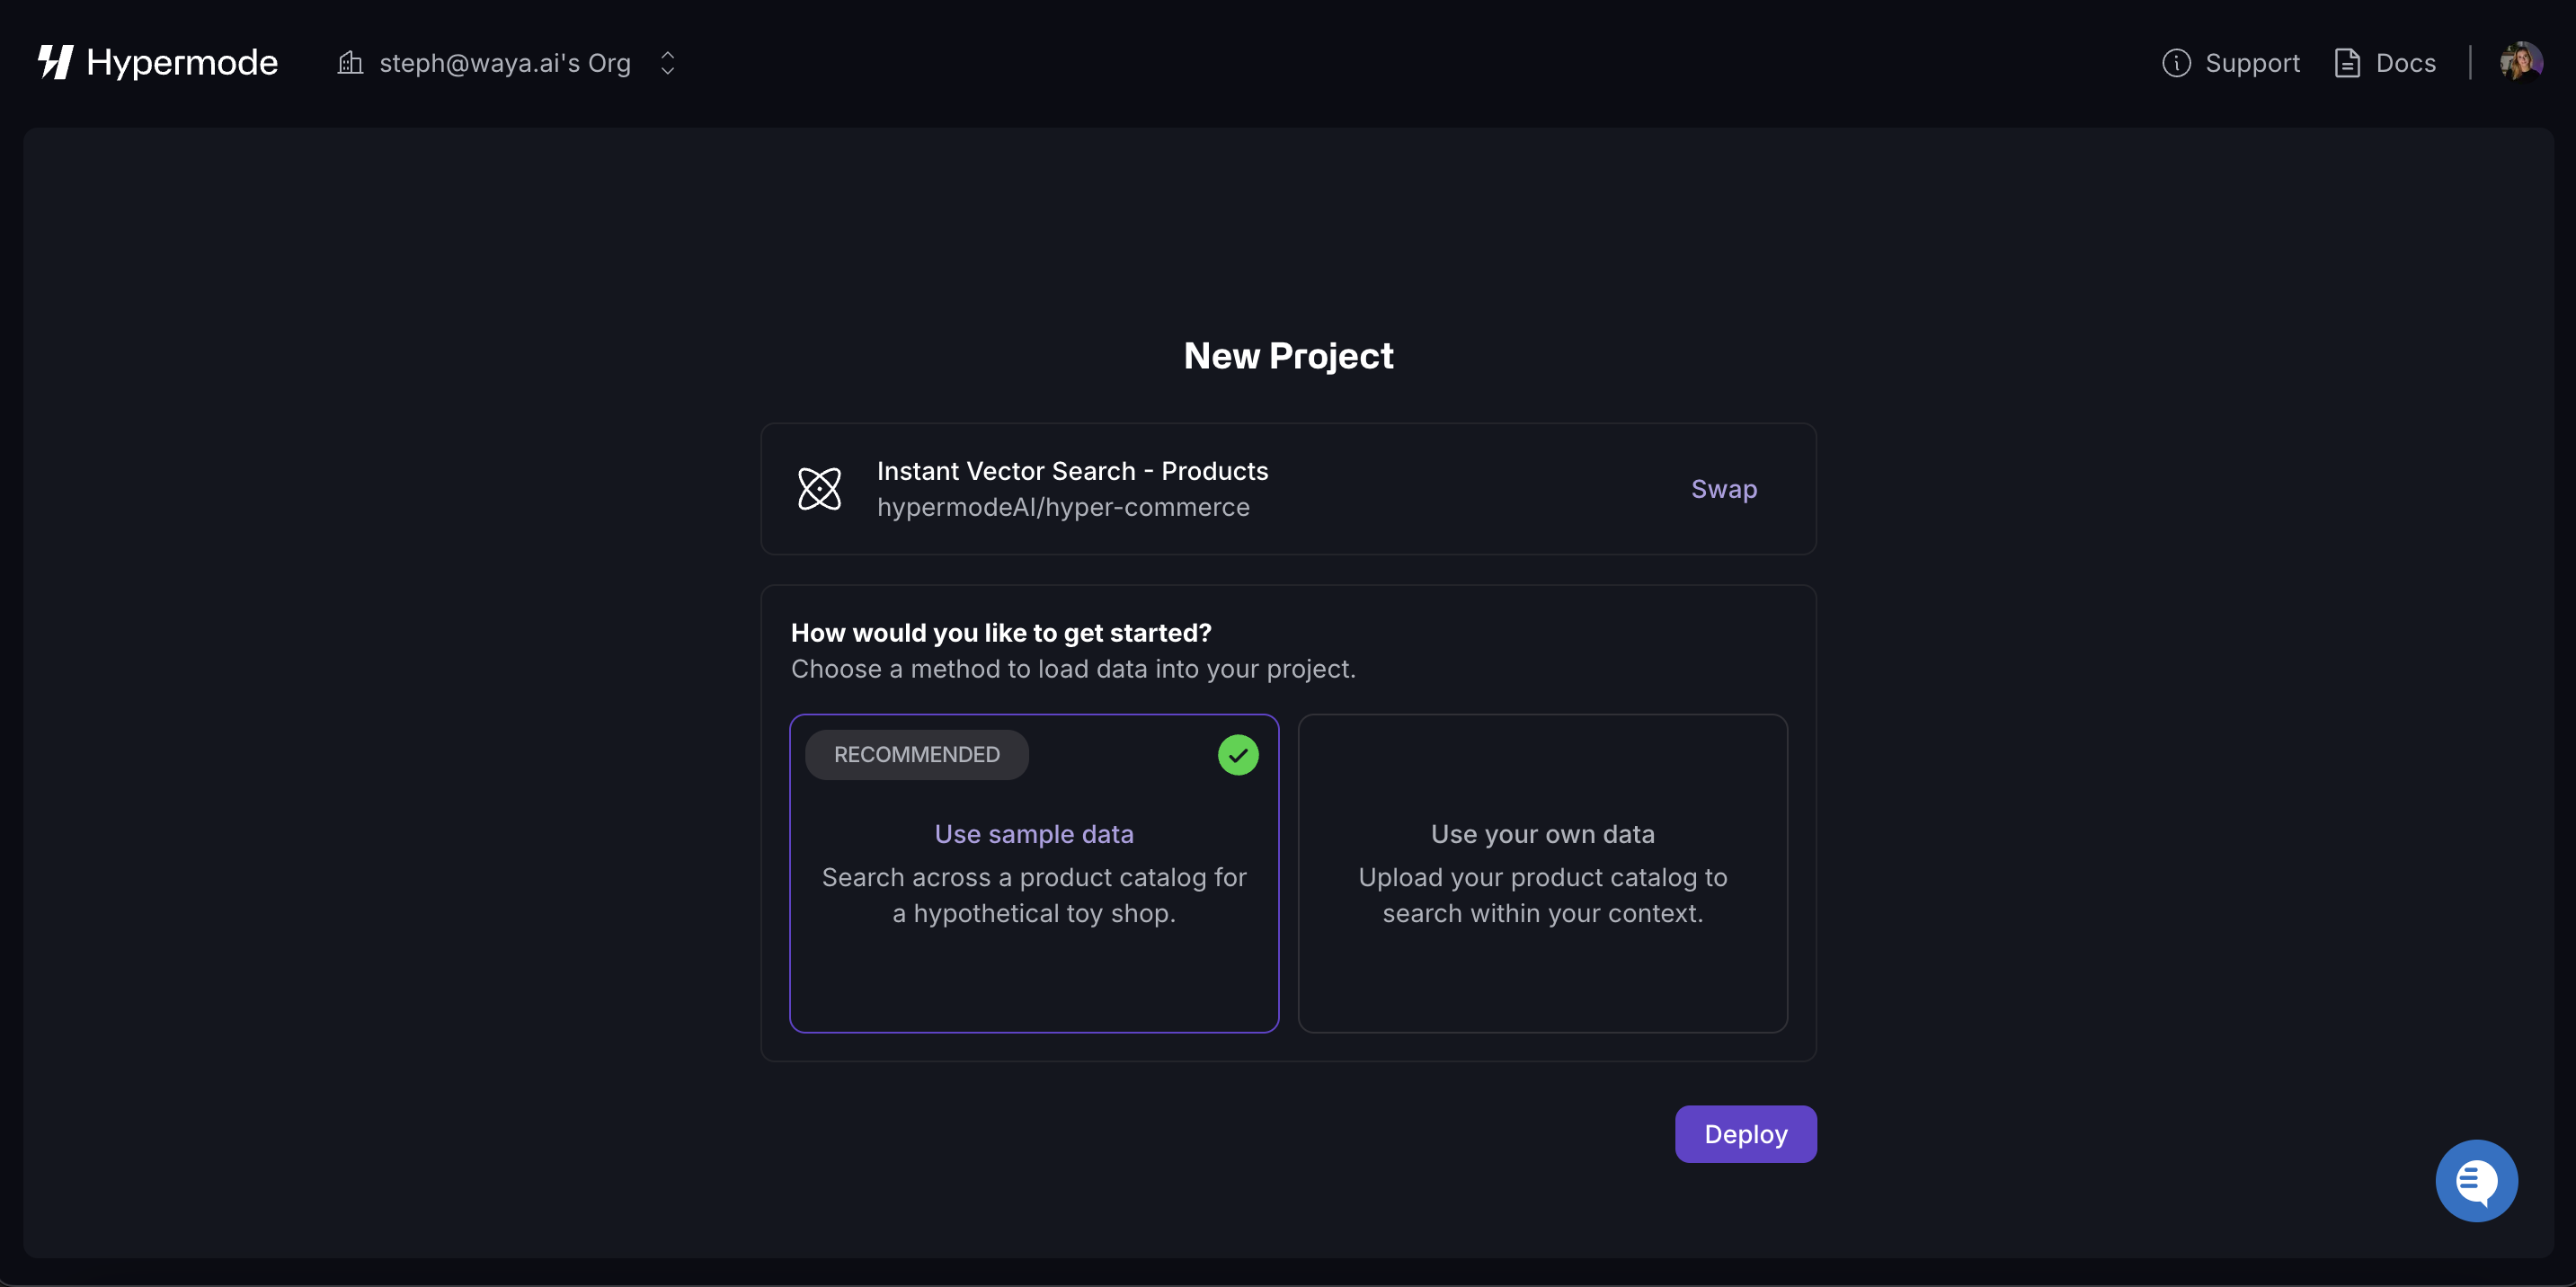 Hypermode
steph@waya.ai's Org
Support
Docs
New Project
Instant Vector Search - Products
hypermodeAI/hyper-commerce
Swap
How would you like to get started?
Choose a method to load data into your project.
RECOMMENDED
Use sample data
Search across a product catalog for
a hypothetical toy shop.
Use your own data
Upload your product catalog to
search within your context.
Deploy